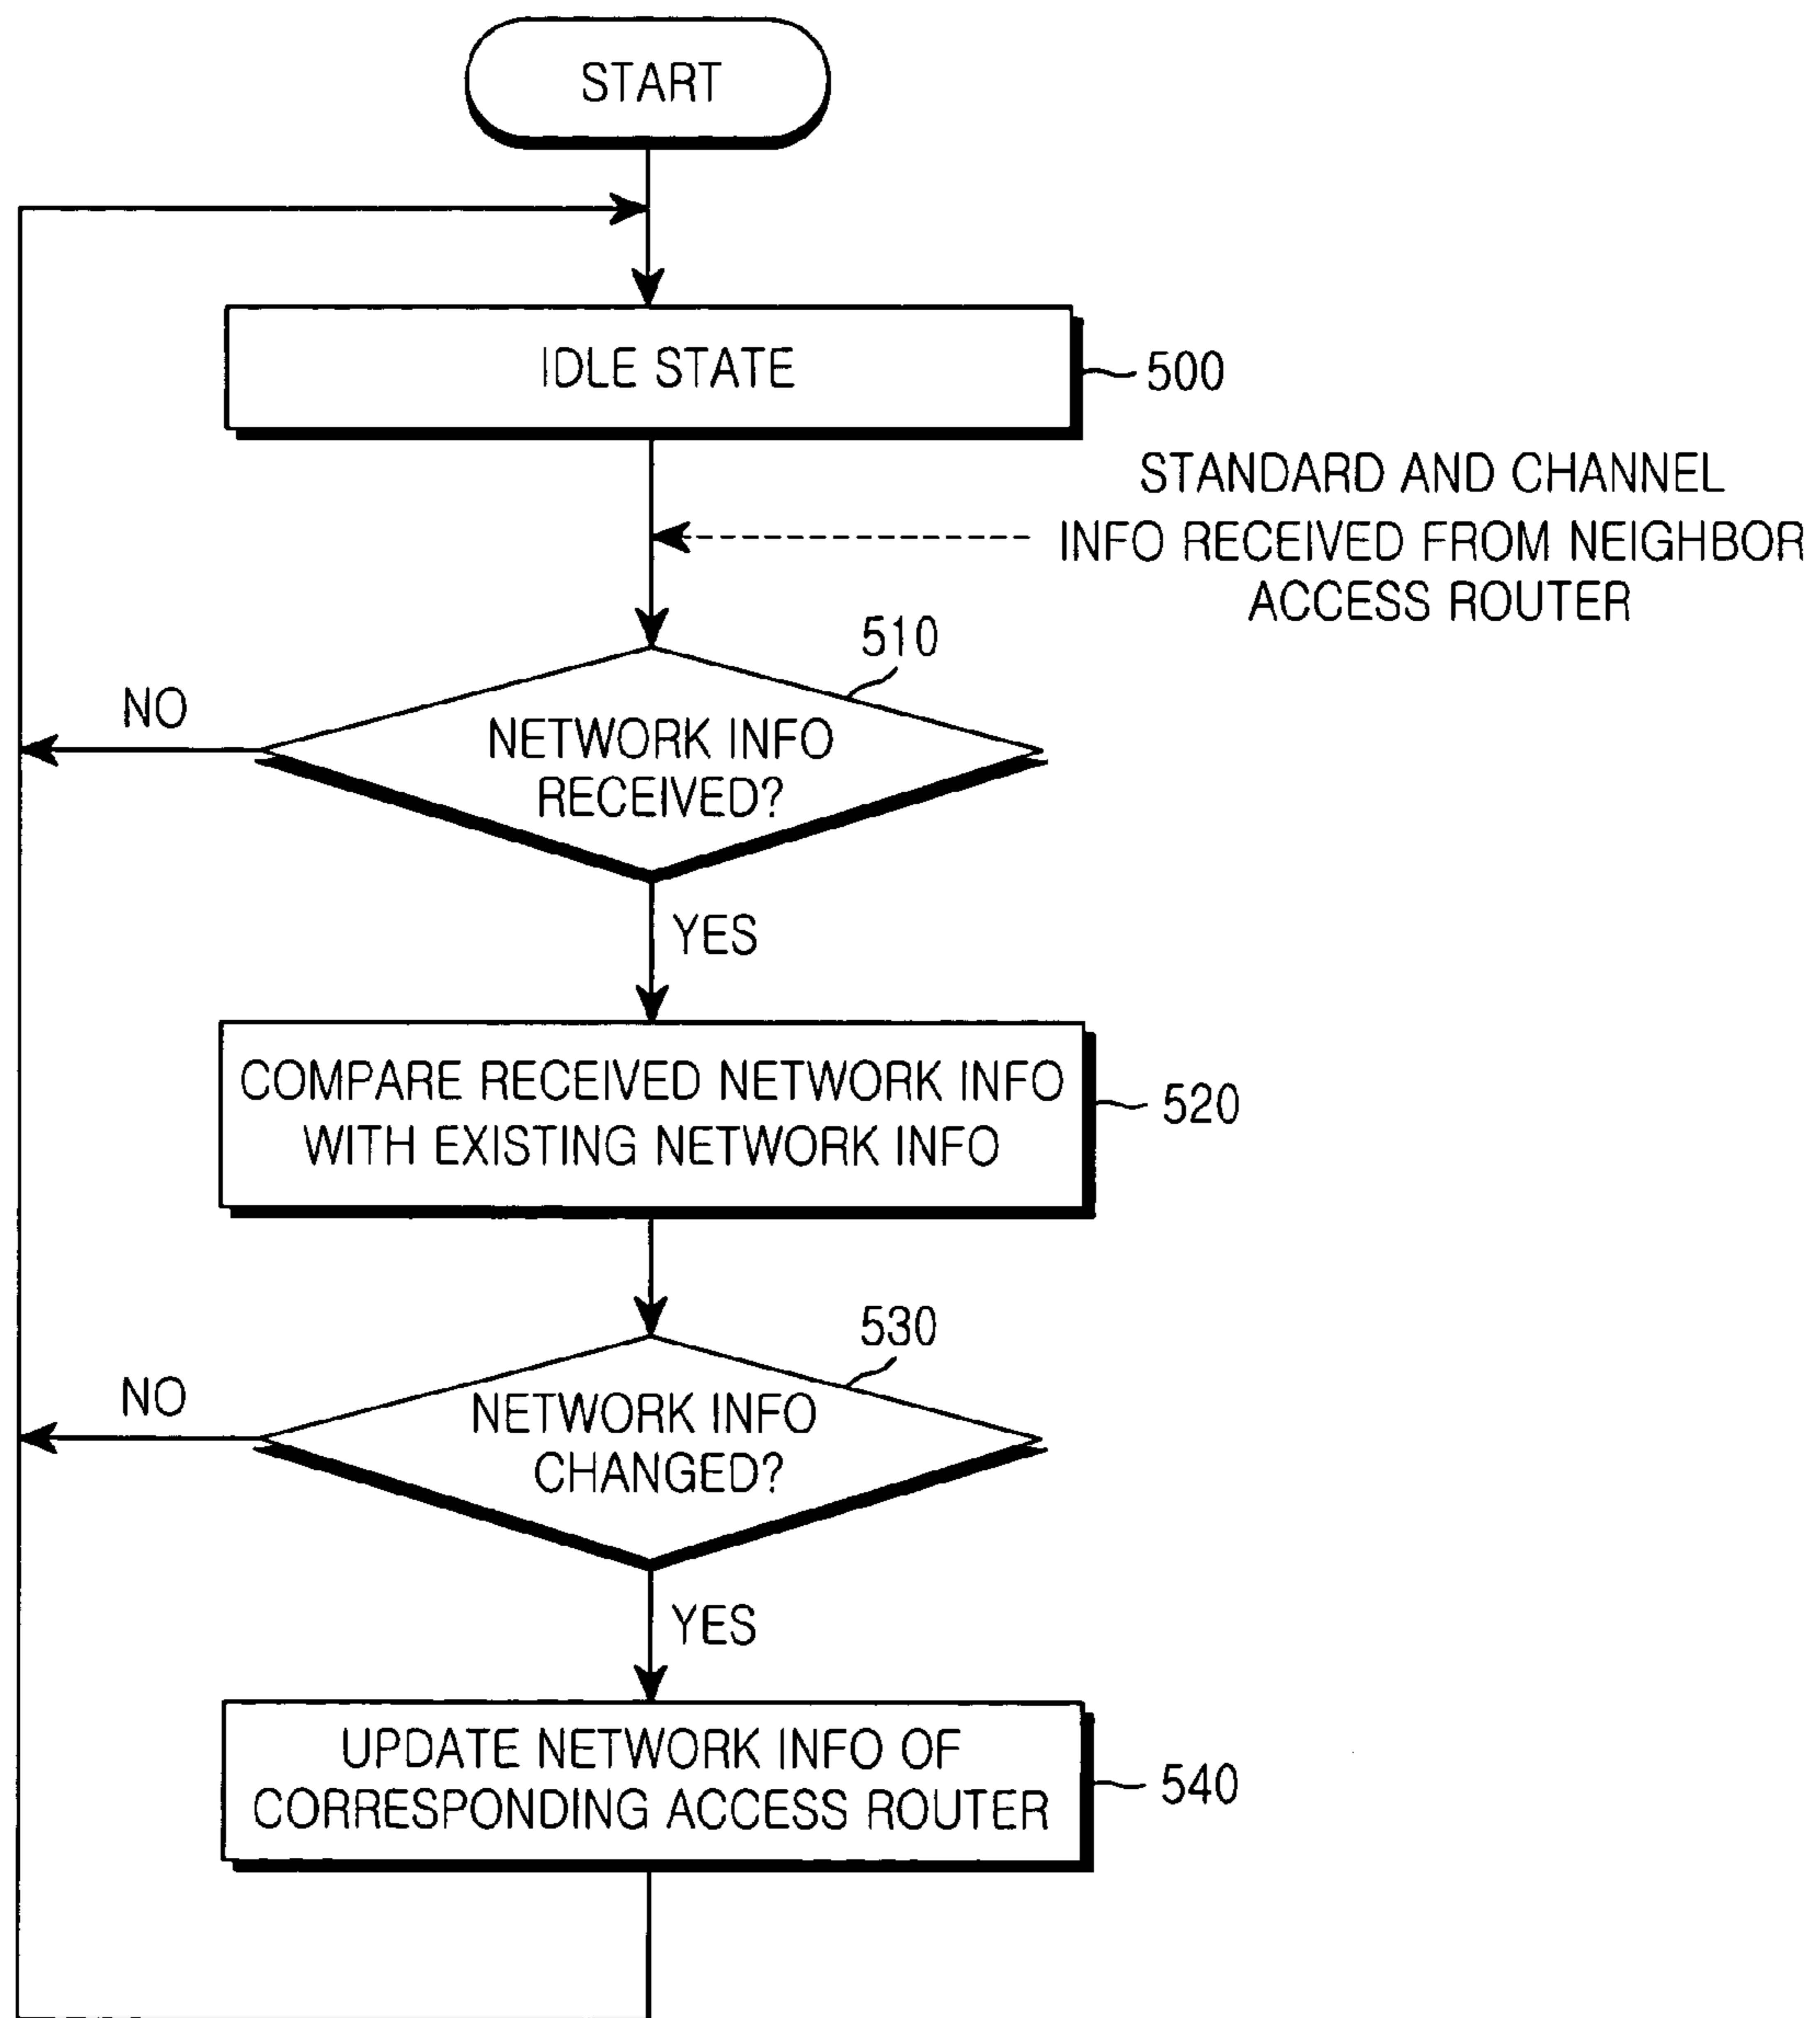 START
IDLE STATE
500
STANDARD AND CHANNEL
INFO RECEIVED FROM NEIGHBOR
ACCESS ROUTER
510
NO
NETWORK INFO
RECEIVED?
YES
COMPARE RECEIVED NETWORK INFO
WITH EXISTING NETWORK INFO
520
530
NO
NETWORK INFO
CHANGED?
YES
UPDATE NETWORK INFO OF
CORRESPONDING ACCESS ROUTER
540